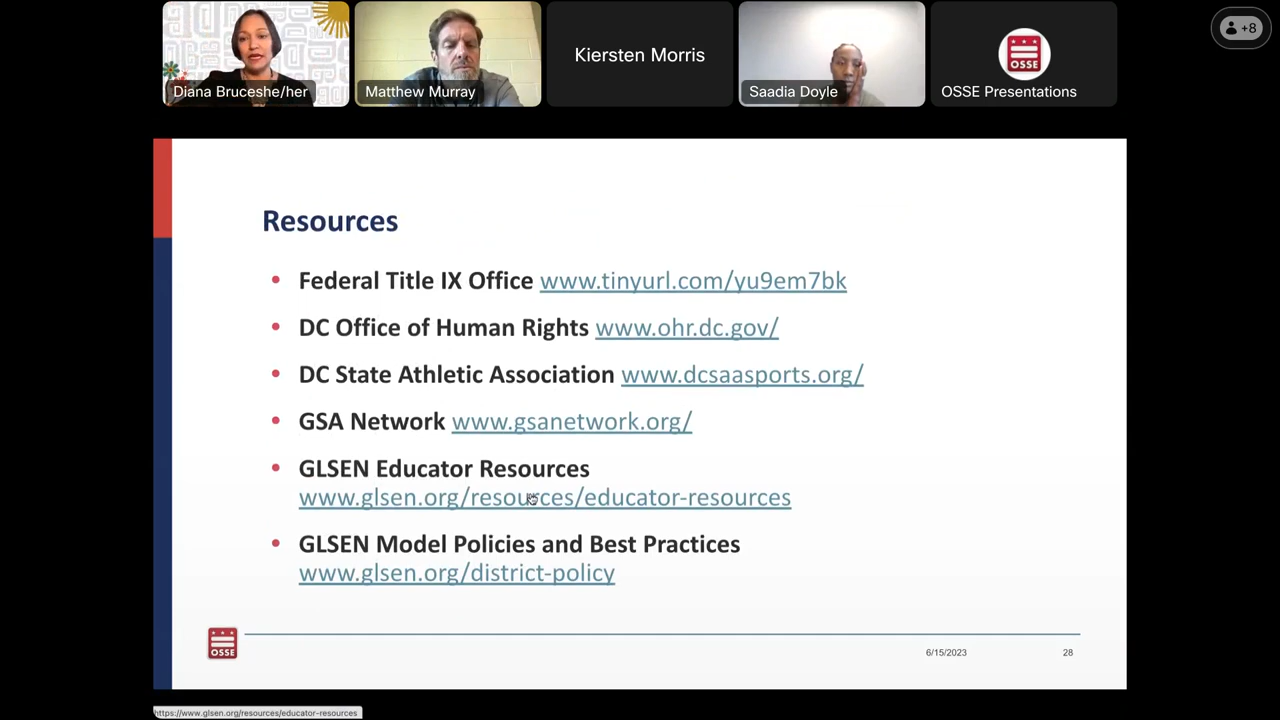 Diana Bruceshe/her
Matthew Murray
Kiersten Morris
Saadia Doyle
OSSE
OSSE Presentations
+8
Resources
• Federal Title IX Office www.tinyurl.com/yu9em7bk
• DC Office of Human Rights www.ohr.dc.gov/
• DC State Athletic Association www.dcsaasports.org/
• GSA Network www.gsanetwork.org/
• GLSEN Educator Resources
www.glsen.org/resources/educator-resources
• GLSEN Model Policies and Best Practices
www.glsen.org/district-policy
OSSE
6/15/2023
28
https://www.glsen.org/resources/educator-resources